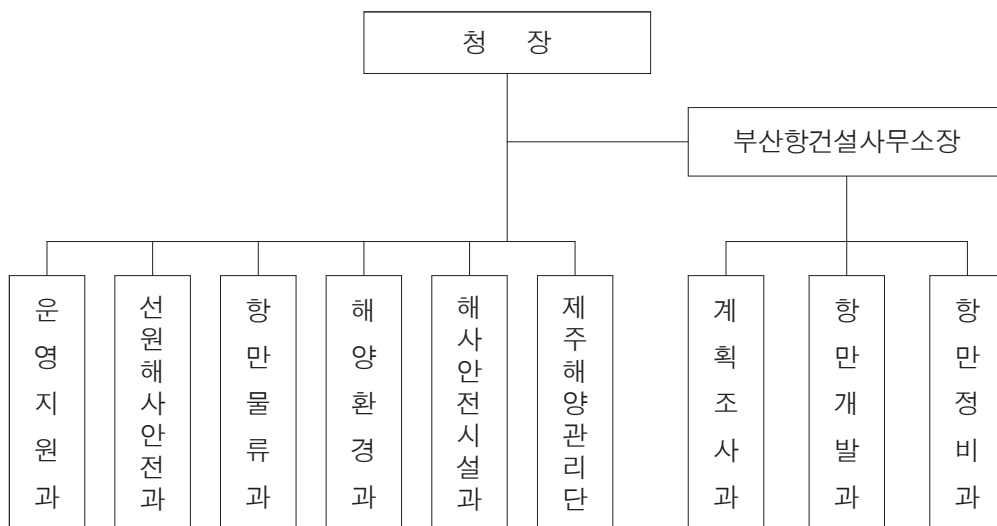 청 장
부산항건설사무소장
운영지원과
선원해사안전과
항만물류과
해양환경과
해사안전시설과
제주해양관리단
계획조사과
항만개발과
항만정비과